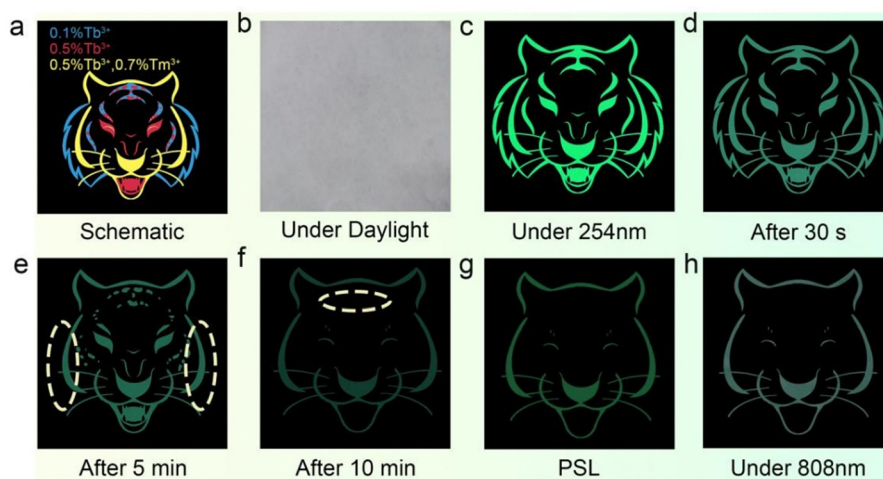 a
0.1%Tb³⁺
0.5%Tb³⁺
0.5%Tb³⁺,0.7%Tm³⁺
Schematic
b
Under Daylight
c
Under 254nm
d
After 30 s
e
After 5 min
f
After 10 min
g
PSL
h
Under 808nm